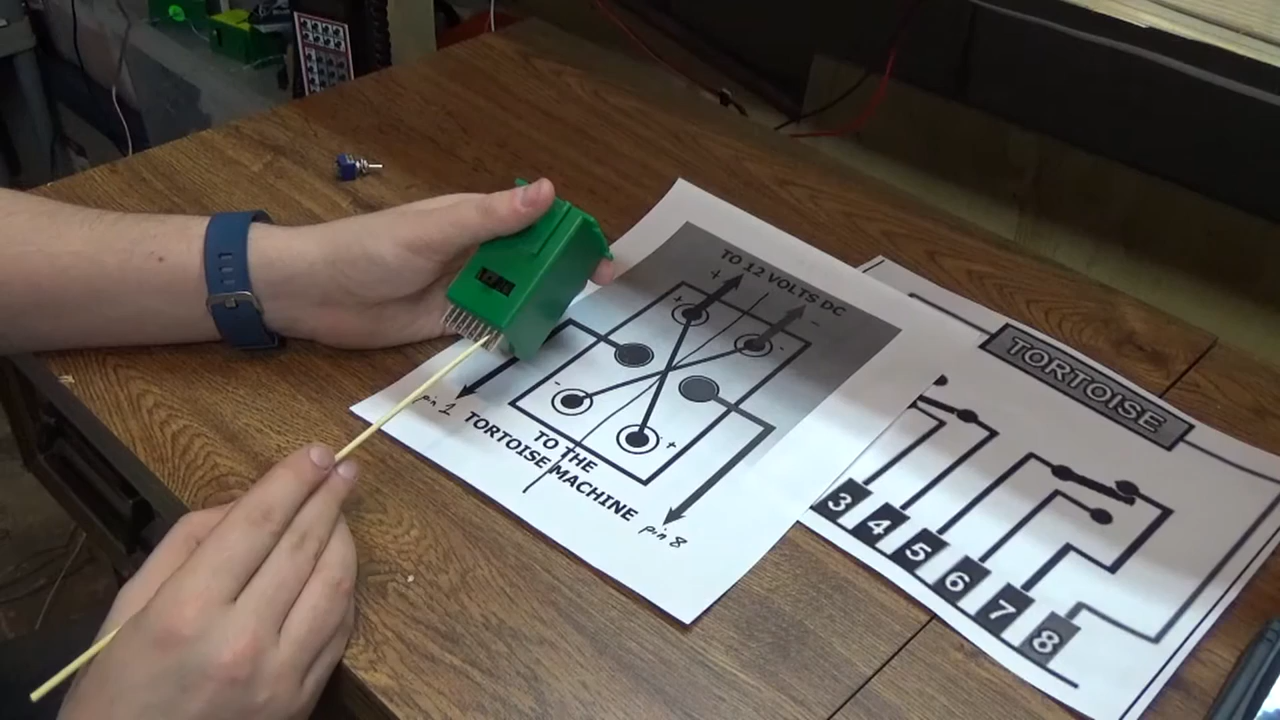 TO 12 VOLTS DC
+
-
+
-
-
+
pin 1
TO THE
TORTOISE MACHINE
pin 8
TORTOISE
3 4 5 6 7 8